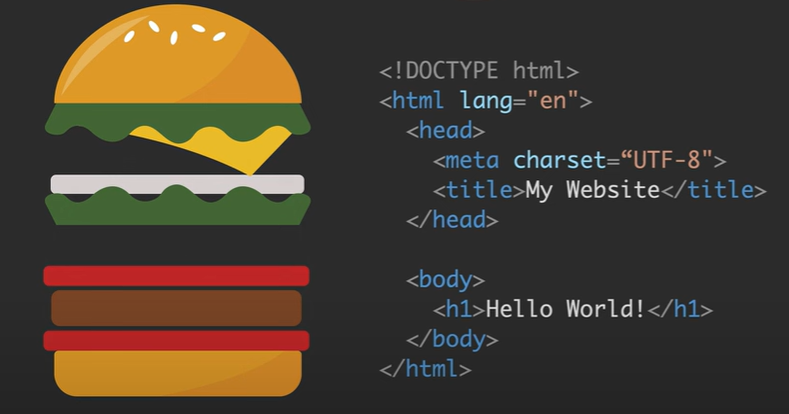 <!DOCTYPE html>
<html lang="en">
<head>
<meta charset=“UTF-8">
<title>My Website</title>
</head>
<body>
<h1>Hello World!</h1>
</body>
</html>